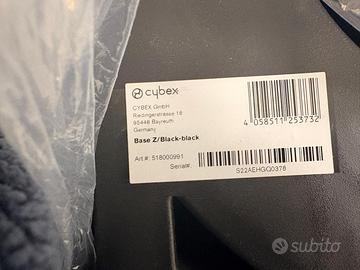 cybex
CYBEX GmbH
Riedingerstrasse 18
95448 Bayreuth
Germany
4 058511 253732
Base Z/Black-black
Art.#: 518000991
Serial#:
S22AEHGQ0378
subito